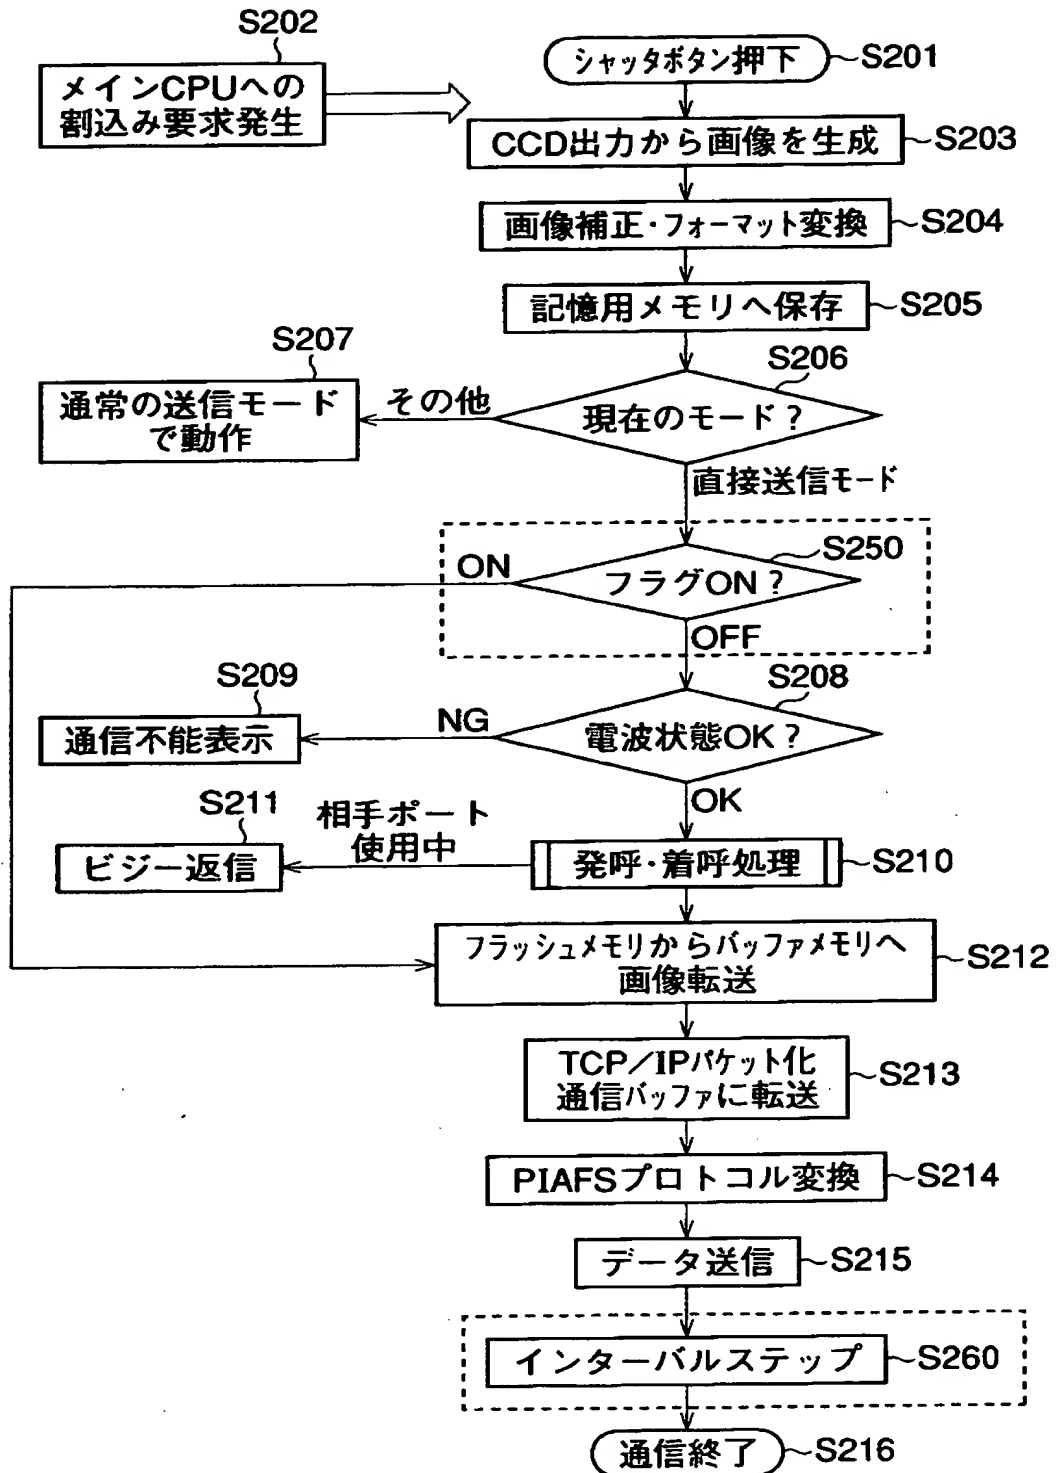 S202
メインCPUへの
割込み要求発生
シャッタボタン押下
S201
CCD出力から画像を生成
S203
画像補正・フォーマット変換
S204
記憶用メモリへ保存
S205
S206
現在のモード?
その他
S207
通常の送信モード
で動作
直接送信モード
S250
フラグON?
ON
OFF
S208
電波状態OK?
NG
S209
通信不能表示
OK
発呼・着呼処理
S210
相手ポート
使用中
S211
ビジー返信
フラッシュメモリからバッファメモリへ
画像転送
S212
TCP/IPパケット化
通信バッファに転送
S213
PIAFSプロトコル変換
S214
データ送信
S215
インターバルステップ
S260
通信終了
S216